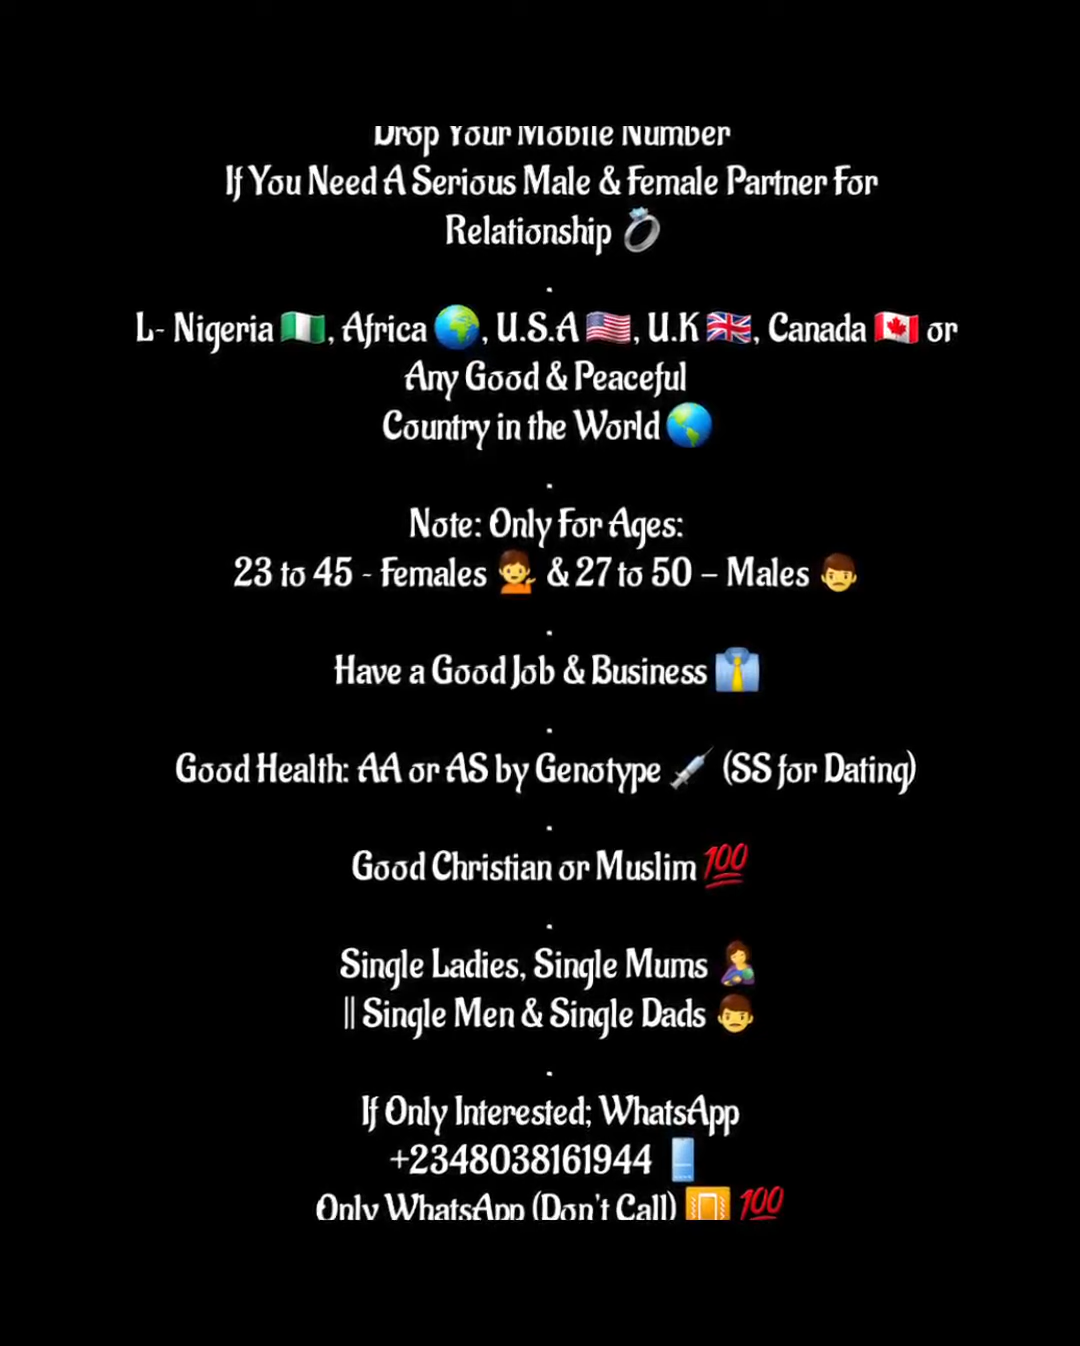 Drop Your Mobile Number
If You Need A Serious Male & Female Partner For
Relationship 💍
.
L- Nigeria 🇳🇬, Africa 🌍, U.S.A 🇺🇸, U.K 🇬🇧, Canada 🇨🇦 or
Any Good & Peaceful
Country in the World 🌎
.
Note: Only For Ages:
23 to 45 - Females 💁 & 27 to 50 – Males 👨
.
Have a Good Job & Business 👔
.
Good Health: AA or AS by Genotype 💉 (SS for Dating)
.
Good Christian or Muslim 💯
.
Single Ladies, Single Mums 🤱
|| Single Men & Single Dads 👨
.
If Only Interested; WhatsApp
+2348038161944 📱
Only WhatsApp (Don't Call) 📳 💯